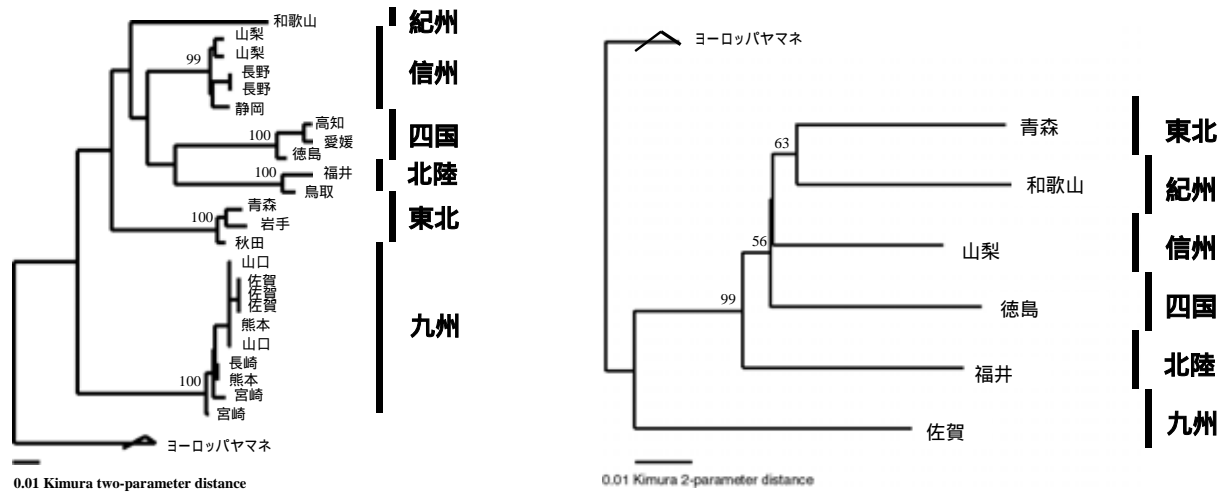 和歌山
紀州
山梨
山梨
99
長野
長野
静岡
信州
高知
100
愛媛
徳島
四国
福井
100
鳥取
北陸
青森
100
岩手
秋田
東北
山口
佐賀
佐賀
佐賀
熊本
山口
長崎
熊本
100
宮崎
宮崎
九州
ヨーロッパヤマネ
0.01 Kimura two-parameter distance
ヨーロッパヤマネ
青森
東北
63
和歌山
紀州
56
山梨
信州
徳島
四国
99
福井
北陸
佐賀
九州
0.01 Kimura 2-parameter distance